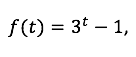 f(t) = 3ᵗ − 1,